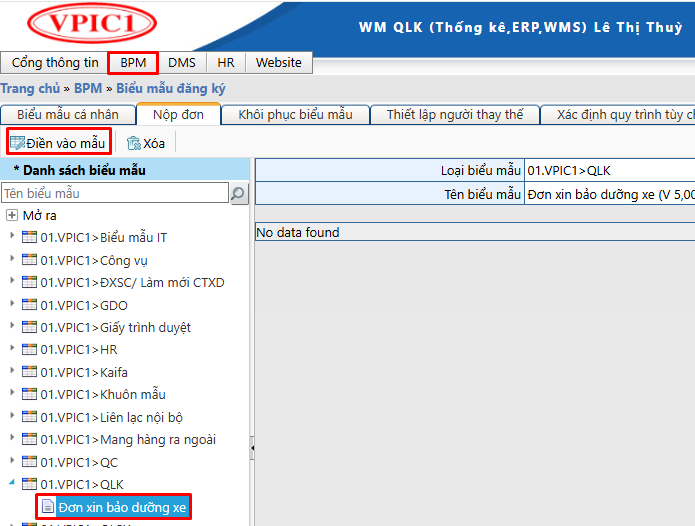 VPIC1
WM QLK (Thống kê,ERP,WMS) Lê Thị Thuỳ
Cổng thông tin BPM DMS HR Website
Trang chủ » BPM » Biểu mẫu đăng ký
Biểu mẫu cá nhân Nộp đơn Khôi phục biểu mẫu Thiết lập người thay thế Xác định quy trình tùy ch
Điền vào mẫu Xóa
* Danh sách biểu mẫu
Tên biểu mẫu
Mở ra
01.VPIC1>Biểu mẫu IT
01.VPIC1>Công vụ
01.VPIC1>ĐXSC/ Làm mới CTXD
01.VPIC1>GDO
01.VPIC1>Giấy trình duyệt
01.VPIC1>HR
01.VPIC1>Kaifa
01.VPIC1>Khuôn mẫu
01.VPIC1>Liên lạc nội bộ
01.VPIC1>Mang hàng ra ngoài
01.VPIC1>QC
01.VPIC1>QLK
Đơn xin bảo dưỡng xe
Loại biểu mẫu 01.VPIC1>QLK
Tên biểu mẫu Đơn xin bảo dưỡng xe (V 5,00
No data found